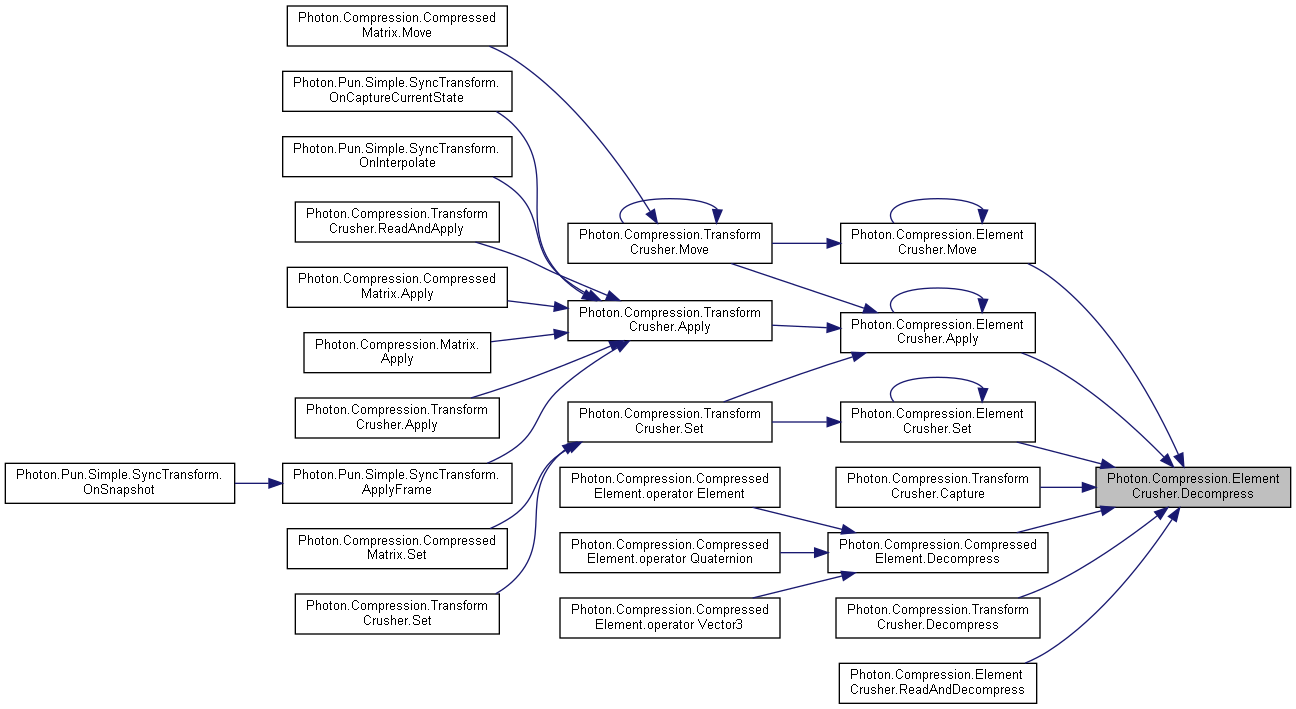 Photon.Compression.Compressed
Matrix.Move
Photon.Pun.Simple.SyncTransform.
OnCaptureCurrentState
Photon.Pun.Simple.SyncTransform.
OnInterpolate
Photon.Compression.Transform
Crusher.ReadAndApply
Photon.Compression.Compressed
Matrix.Apply
Photon.Compression.Matrix.
Apply
Photon.Compression.Transform
Crusher.Apply
Photon.Pun.Simple.SyncTransform.
OnSnapshot
Photon.Pun.Simple.SyncTransform.
ApplyFrame
Photon.Compression.Compressed
Matrix.Set
Photon.Compression.Transform
Crusher.Set
Photon.Compression.Transform
Crusher.Move
Photon.Compression.Transform
Crusher.Apply
Photon.Compression.Transform
Crusher.Set
Photon.Compression.Compressed
Element.operator Element
Photon.Compression.Compressed
Element.operator Quaternion
Photon.Compression.Compressed
Element.operator Vector3
Photon.Compression.Element
Crusher.Move
Photon.Compression.Element
Crusher.Apply
Photon.Compression.Element
Crusher.Set
Photon.Compression.Transform
Crusher.Capture
Photon.Compression.Compressed
Element.Decompress
Photon.Compression.Transform
Crusher.Decompress
Photon.Compression.Element
Crusher.ReadAndDecompress
Photon.Compression.Element
Crusher.Decompress